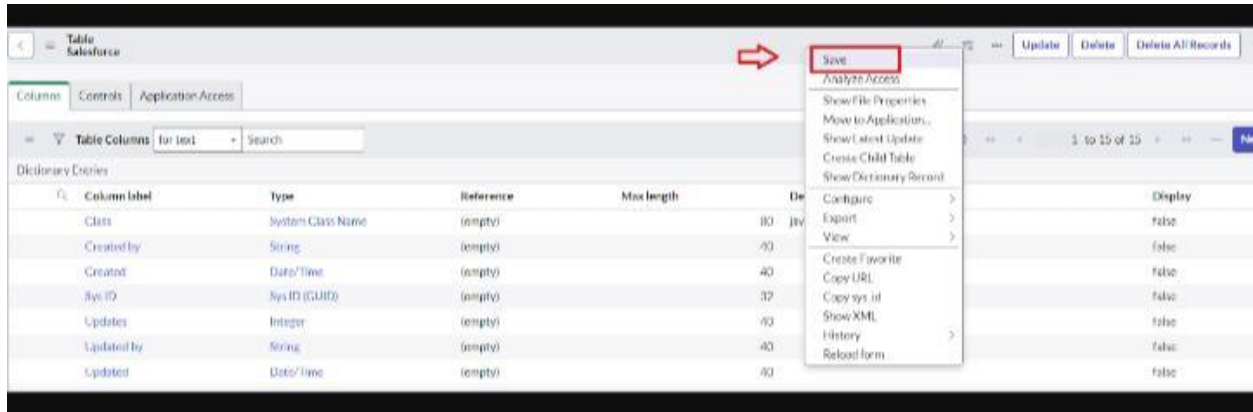 Table
Salesforce
Update Delete Delete All Records
Save
Analyze Access
Show File Properties
Move to Application...
Show Latest Update
Create Child Table
Show Dictionary Record
Configure
Export
View
Create Favorite
Copy URL
Copy sys_id
Show XML
History
Reload form
Columns Controls Application Access
Table Columns for text Search 1 to 15 of 15
Dictionary Entries
Column label Type Reference Max length Display
Class System Class Name (empty) 80 false
Created by String (empty) 40 false
Created Date/Time (empty) 40 false
Sys ID Sys ID (GUID) (empty) 32 false
Updates Integer (empty) 40 false
Updated by String (empty) 40 false
Updated Date/Time (empty) 40 false